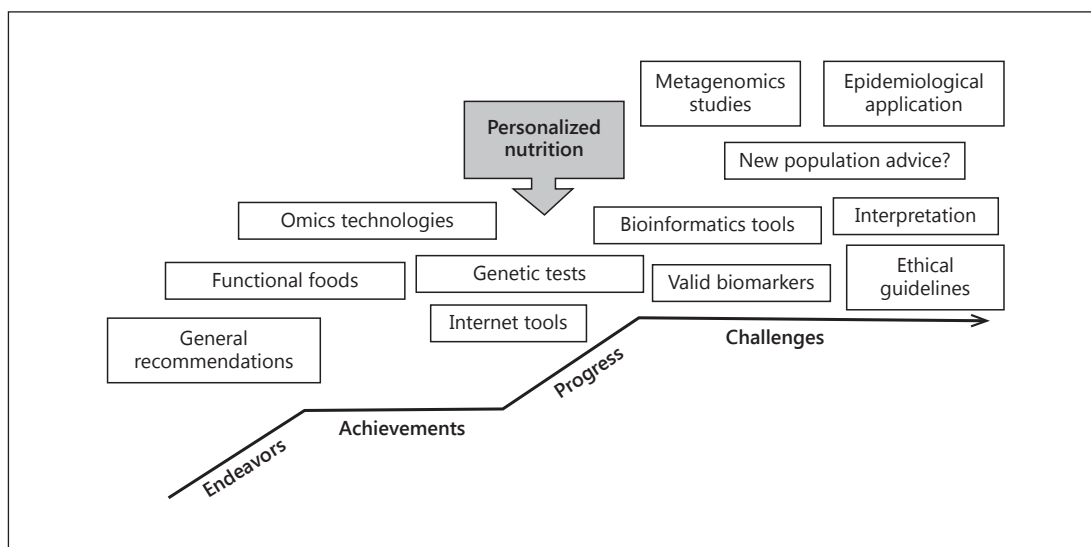 Metagenomics
studies
Epidemiological
application
Personalized
nutrition
New population advice?
Omics technologies
Bioinformatics tools
Interpretation
Functional foods
Genetic tests
Valid biomarkers
Ethical
guidelines
General
recommendations
Internet tools
Challenges
Progress
Achievements
Endeavors